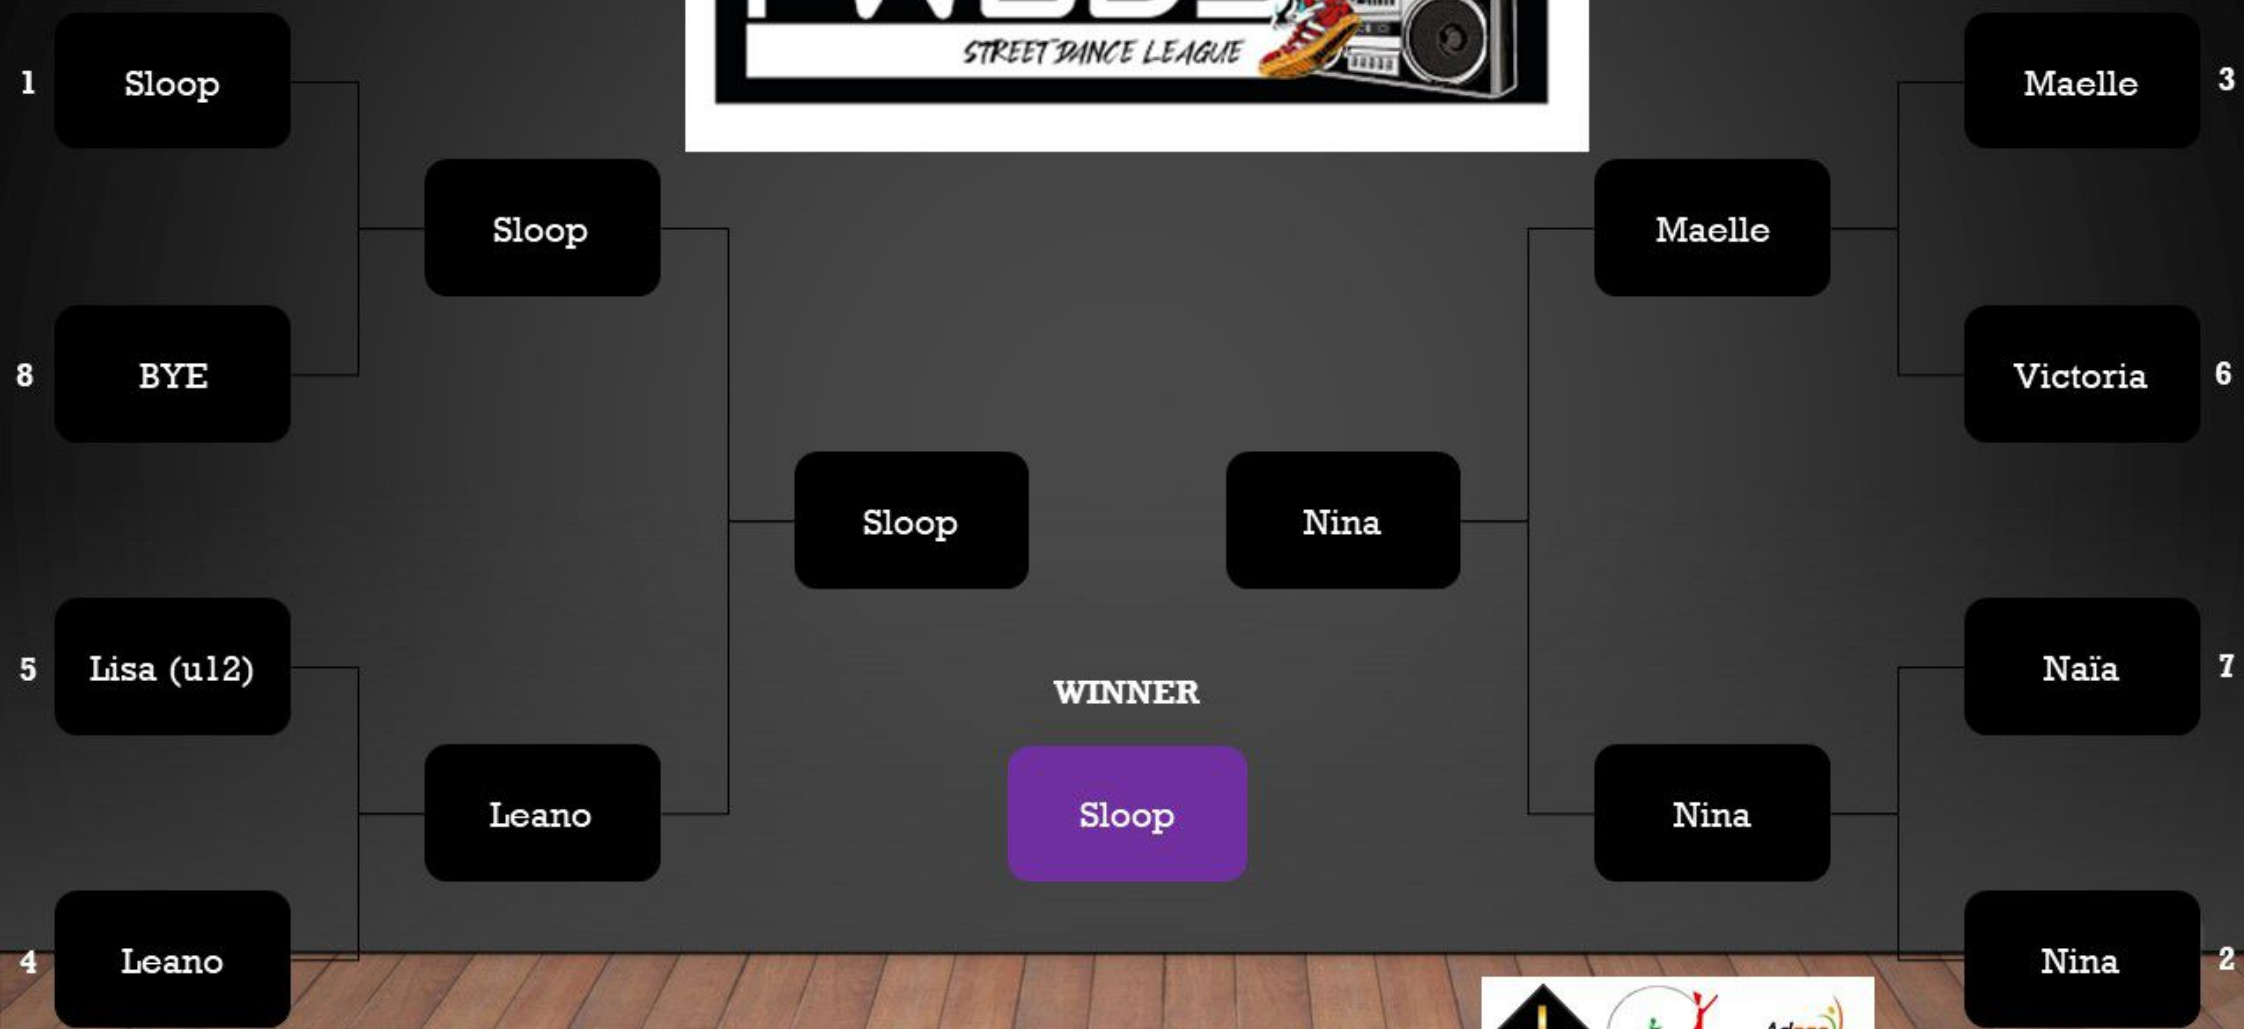 STREET DANCE LEAGUE
1
Sloop
Maelle
3
Sloop
Maelle
8
BYE
Victoria
6
Sloop
Nina
5
Lisa (u12)
Naïa
7
WINNER
Leano
Sloop
Nina
4
Leano
Nina
2